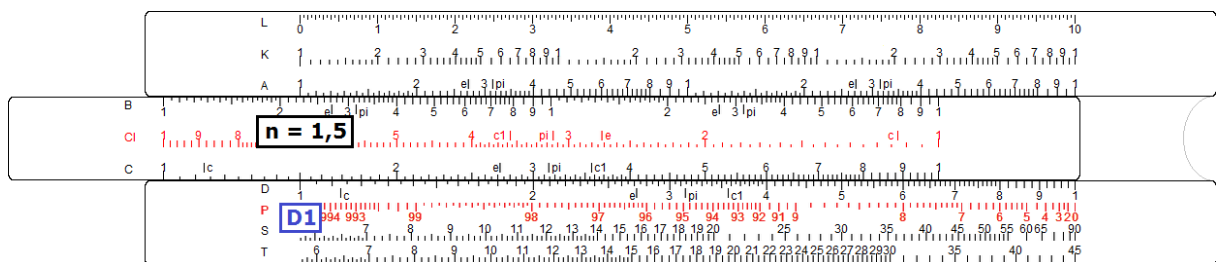 L 0 1 2 3 4 5 6 7 8 9 10
K 1 2 3 4 5 6 7 8 9 1 2 3 4 5 6 7 8 9 1 2 3 4 5 6 7 8 9 1
A 1 2 e 3 pi 4 5 6 7 8 9 1 2 e 3 pi 4 5 6 7 8 9 1
B 1 2 e 3 pi 4 5 6 7 8 9 1 2 e 3 pi 4 5 6 7 8 9 1
CI 1 9 8 n = 1,5 5 4 c1 pi 3 e 2 c 1
C 1 c 2 e 3 pi c1 4 5 6 7 8 9 1
D 1 c 2 e 3 pi c1 4 5 6 7 8 9 1
P D1 994 993 99 98 97 96 95 94 93 92 91 9 8 7 6 5 4 3 2 0
S 7 8 9 10 11 12 13 14 15 16 17 18 19 20 25 30 35 40 45 50 55 60 65 90
T 6 7 8 9 10 11 12 13 14 15 16 17 18 19 20 21 22 23 24 25 26 27 28 29 30 35 40 45